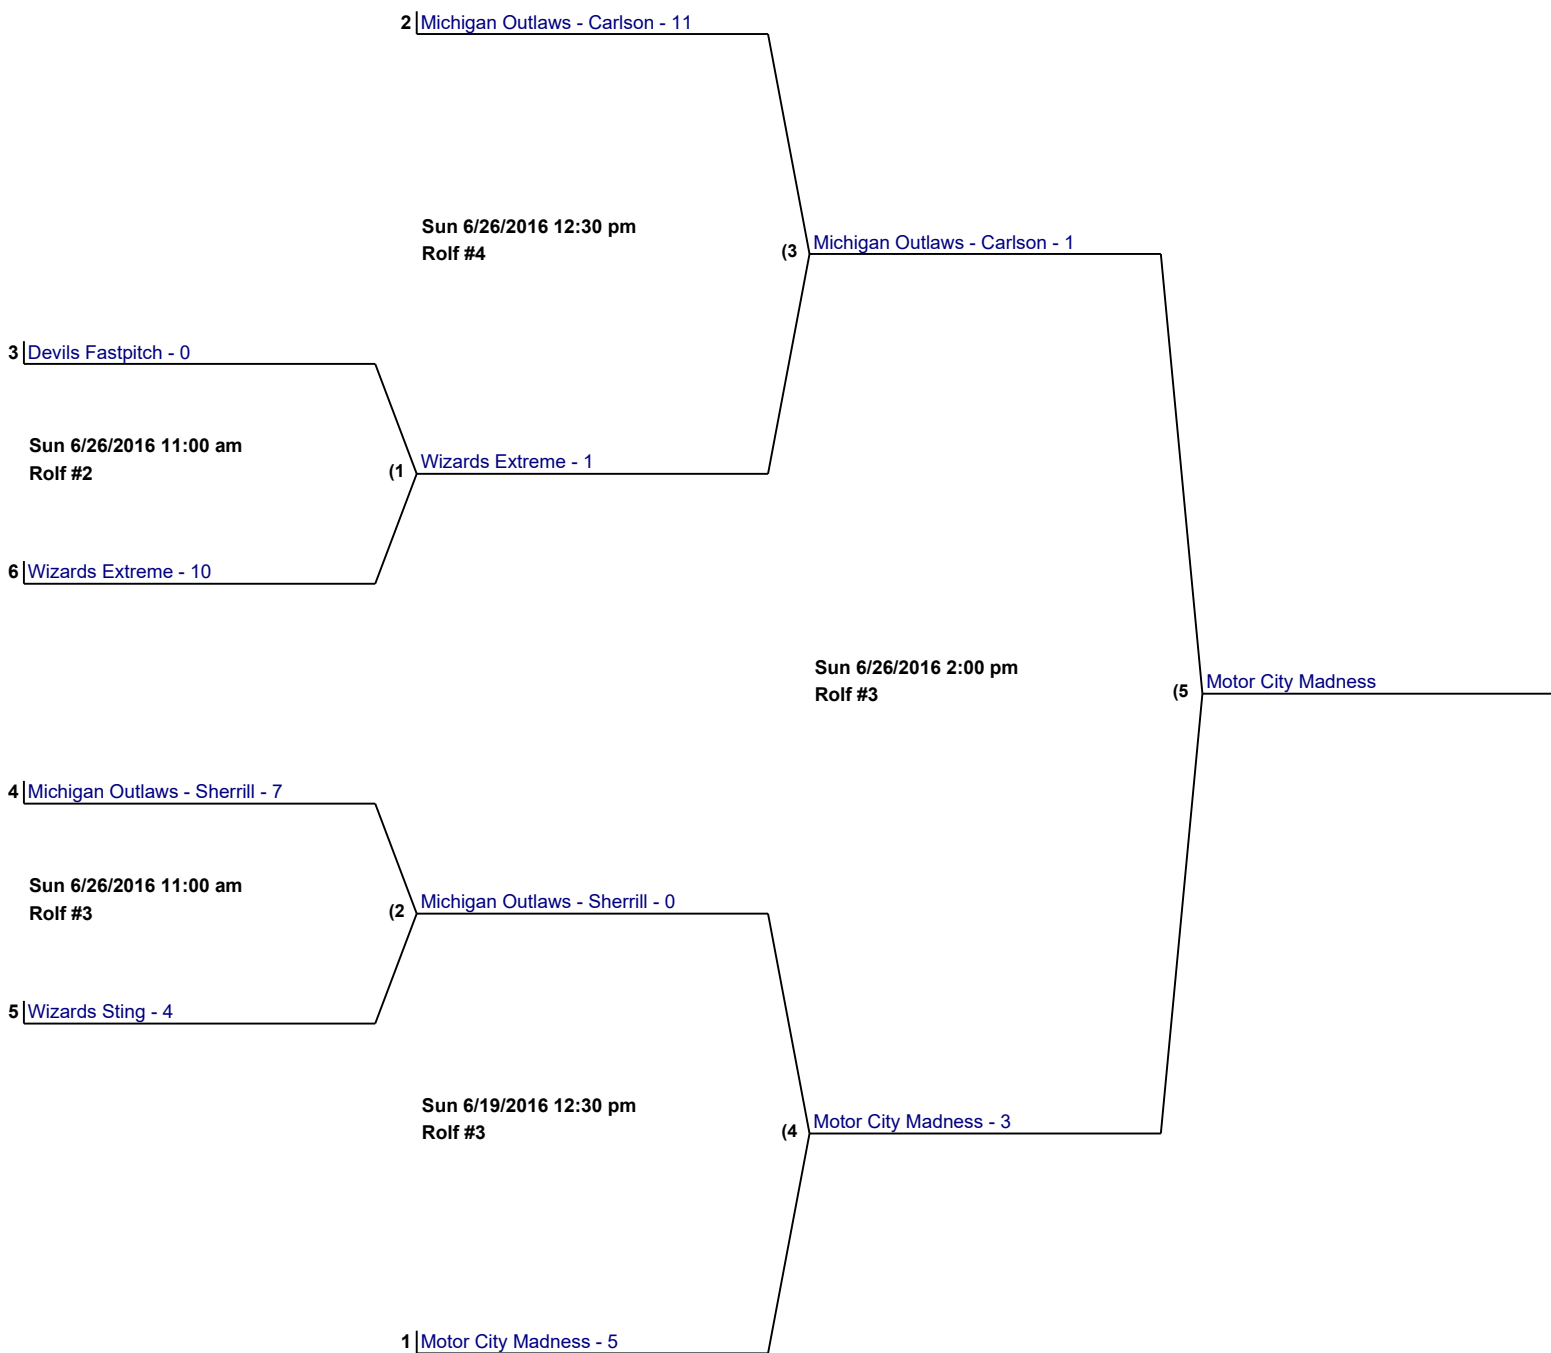 2 Michigan Outlaws - Carlson - 11
Sun 6/26/2016 12:30 pm
Rolf #4
(3 Michigan Outlaws - Carlson - 1
3 Devils Fastpitch - 0
Sun 6/26/2016 11:00 am
Rolf #2
(1 Wizards Extreme - 1
6 Wizards Extreme - 10
Sun 6/26/2016 2:00 pm
Rolf #3
(5 Motor City Madness
4 Michigan Outlaws - Sherrill - 7
Sun 6/26/2016 11:00 am
Rolf #3
(2 Michigan Outlaws - Sherrill - 0
5 Wizards Sting - 4
Sun 6/19/2016 12:30 pm
Rolf #3
(4 Motor City Madness - 3
1 Motor City Madness - 5